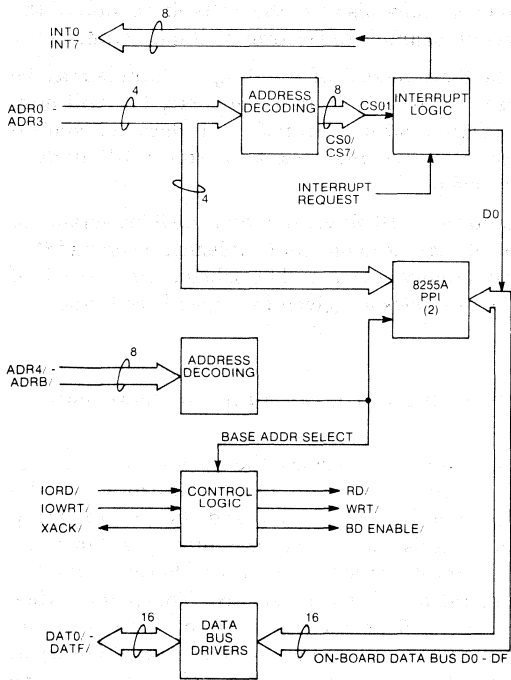 INT0 -
INT7
8
ADR0 -
ADR3
4
ADDRESS
DECODING
8
CS0/
CS7/
CS01
INTERRUPT
LOGIC
4
INTERRUPT
REQUEST
D0
8255A
PPI
(2)
ADR4/ -
ADRB/
8
ADDRESS
DECODING
BASE ADDR SELECT
IORD/
IOWRT/
XACK/
CONTROL
LOGIC
RD/
WRT/
BD ENABLE/
DAT0/ -
DATF/
16
DATA
BUS
DRIVERS
16
ON-BOARD DATA BUS D0 - DF